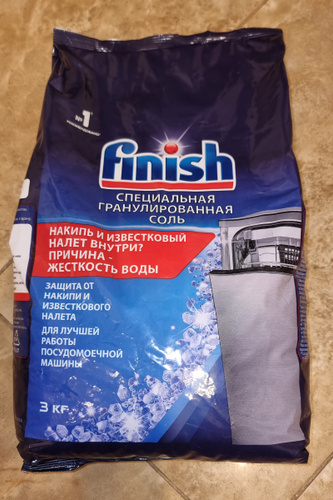 №1
finish
СПЕЦИАЛЬНАЯ
ГРАНУЛИРОВАННАЯ
СОЛЬ
НАКИПЬ И ИЗВЕСТКОВЫЙ
НАЛЕТ ВНУТРИ?
ПРИЧИНА -
ЖЕСТКОСТЬ ВОДЫ
ЗАЩИТА ОТ
НАКИПИ И
ИЗВЕСТКОВОГО
НАЛЕТА
ДЛЯ ЛУЧШЕЙ
РАБОТЫ
ПОСУДОМОЕЧНОЙ
МАШИНЫ
3 КГ